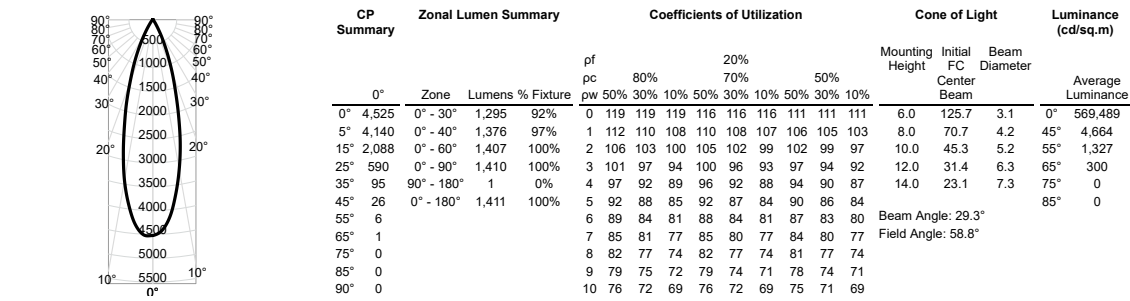 90° 90°
80° 80°
70° 70°
60° 500 60°
50° 50°
1000
40° 40°
1500
30° 30°
2000
2500
20° 20°
3000
3500
4000
4500
5000
10° 5500 10°
0°
CP Summary
0°
0° 4,525
5° 4,140
15° 2,088
25° 590
35° 95
45° 26
55° 6
65° 1
75° 0
85° 0
90° 0
Zonal Lumen Summary
Zone Lumens % Fixture
0° - 30° 1,295 92%
0° - 40° 1,376 97%
0° - 60° 1,407 100%
0° - 90° 1,410 100%
90° - 180° 1 0%
0° - 180° 1,411 100%
Coefficients of Utilization
ρf 20%
ρc 80% 70% 50%
ρw 50% 30% 10% 50% 30% 10% 50% 30% 10%
0 119 119 119 116 116 116 111 111 111
1 112 110 108 110 108 107 106 105 103
2 106 103 100 105 102 99 102 99 97
3 101 97 94 100 96 93 97 94 92
4 97 92 89 96 92 88 94 90 87
5 92 88 85 92 87 84 90 86 84
6 89 84 81 88 84 81 87 83 80
7 85 81 77 85 80 77 84 80 77
8 82 77 74 82 77 74 81 77 74
9 79 75 72 79 74 71 78 74 71
10 76 72 69 76 72 69 75 71 69
Cone of Light
Mounting Height Initial FC Center Beam Beam Diameter
6.0 125.7 3.1
8.0 70.7 4.2
10.0 45.3 5.2
12.0 31.4 6.3
14.0 23.1 7.3
Beam Angle: 29.3°
Field Angle: 58.8°
Luminance
(cd/sq.m)
Average
Luminance
0° 569,489
45° 4,664
55° 1,327
65° 300
75° 0
85° 0